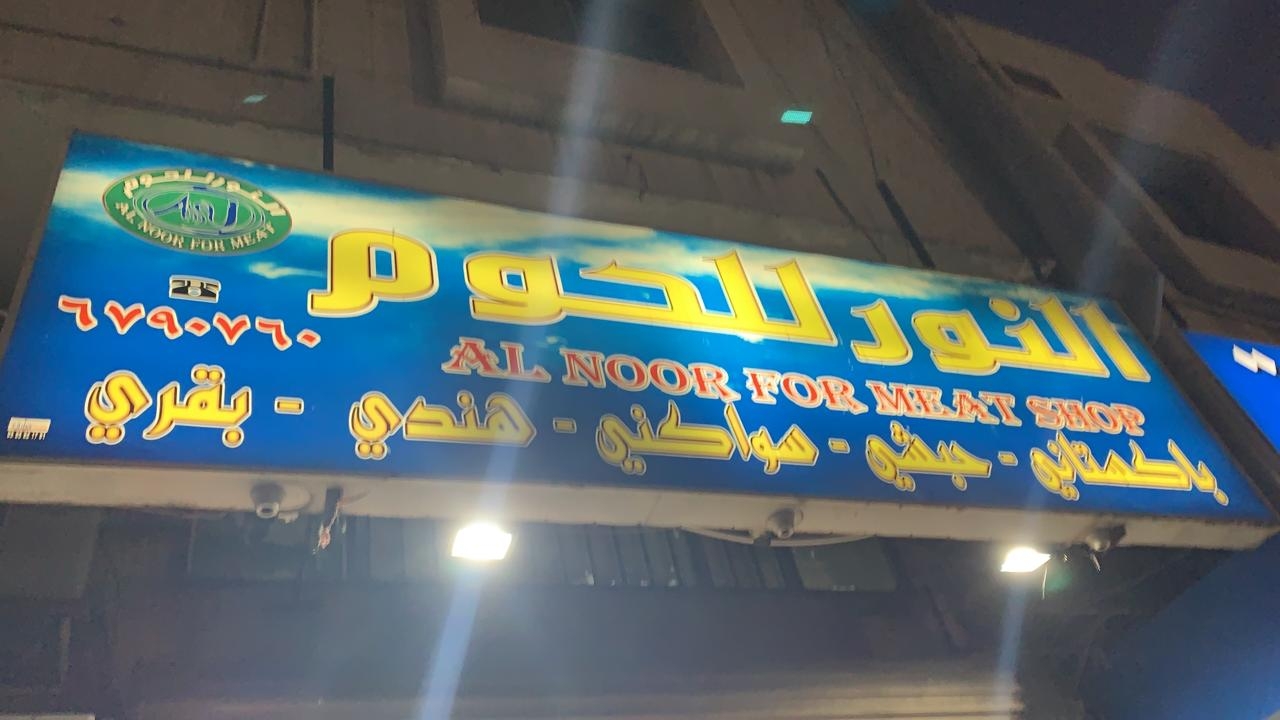 النور للحوم
AL NOOR FOR MEAT
النور للحوم
AL NOOR FOR MEAT SHOP
٦٧٩٠٧٦٠
باكستاني - حبشي - سواكني - هندي - بقري